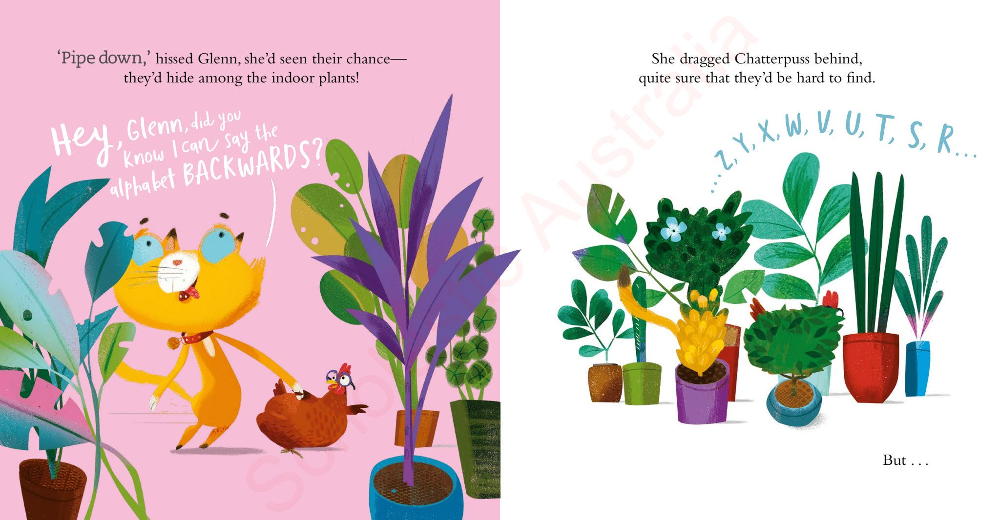 ‘Pipe down,’ hissed Glenn, she’d seen their chance—
they’d hide among the indoor plants!
Hey, Glenn, did you
know I can say the
alphabet BACKWARDS?
She dragged Chatterpuss behind,
quite sure that they’d be hard to find.
...Z, Y, X, W, V, U, T, S, R...
But . . .
Scholastic Australia